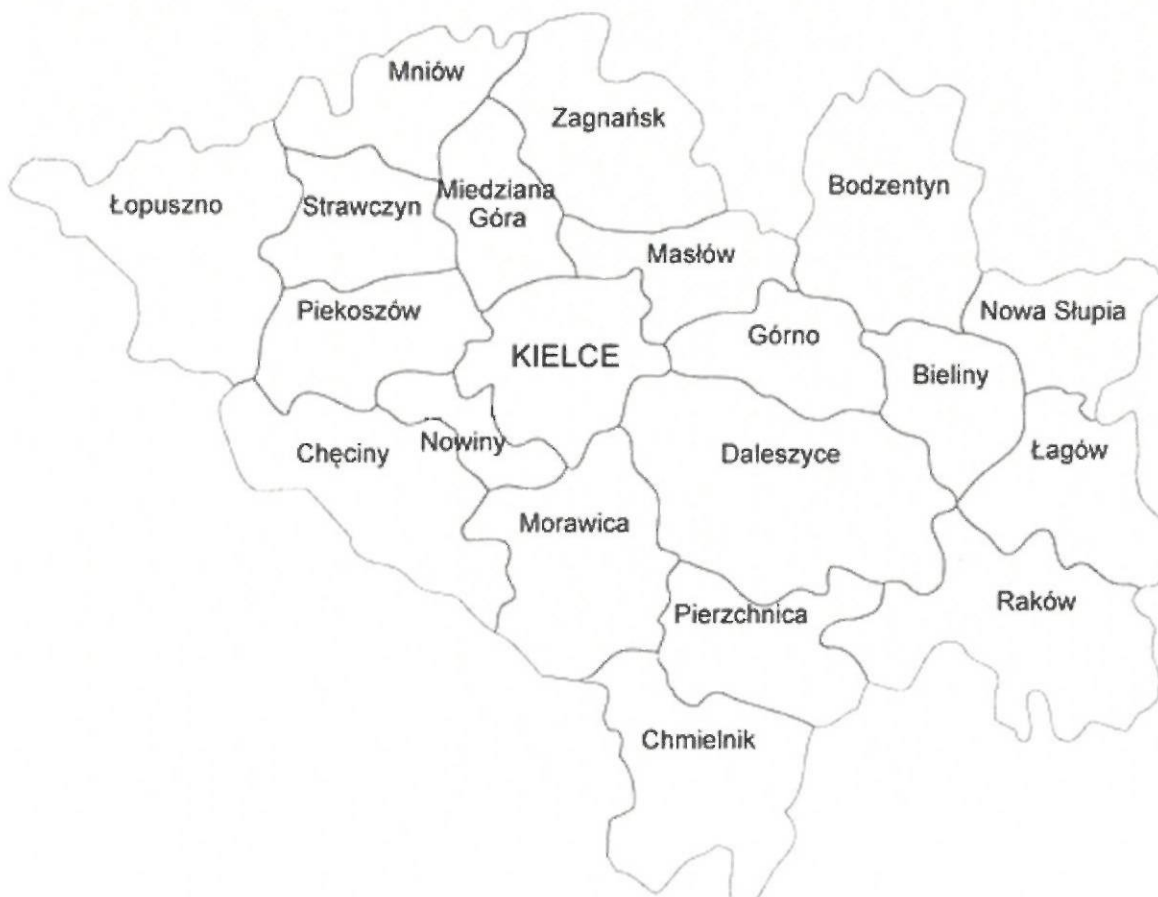 Mniów
Zagnańsk
Bodzentyn
Łopuszno
Strawczyn
Miedziana
Góra
Masłów
Piekoszów
Nowa Słupia
KIELCE
Górno
Bieliny
Chęciny
Nowiny
Daleszyce
Łagów
Morawica
Pierzchnica
Raków
Chmielnik